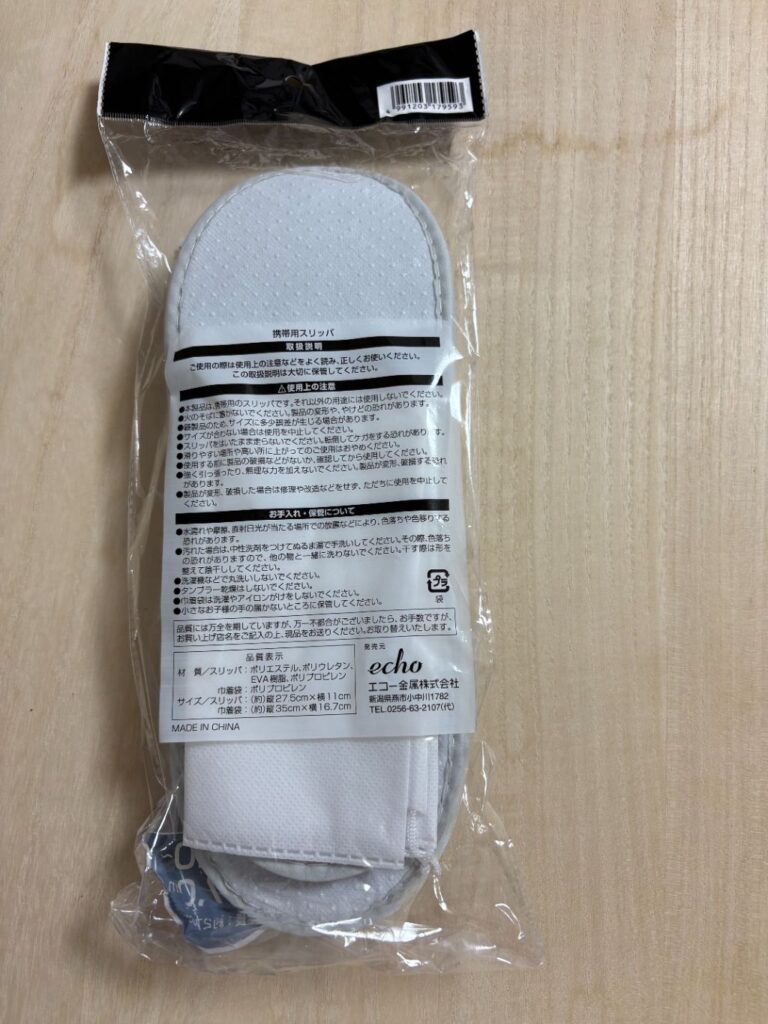 991203 179593
携帯用スリッパ
取扱説明
ご使用の際は使用上の注意などをよく読み、正しくお使いください。
この取扱説明は大切に保管してください。
⚠使用上の注意
●本製品は、携帯用のスリッパです。それ以外の用途には使用しないでください。
●火のそばに置かないでください。製品の変形や、やけどの恐れがあります。
●縫製品のため、サイズに多少誤差が生じる場合があります。
●サイズが合わない場合は使用を中止してください。
●スリッパをはいたまま走らないでください。転倒してケガをする恐れがあります。
●滑りやすい場所や高い所に上がってのご使用はおやめください。
●使用する前に製品の破損などがないか、確認してから使用してください。
●強く引っ張ったり、無理な力を加えないでください。製品が変形、破損する恐れ
があります。
●製品が変形、破損した場合は修理や改造などをせず、ただちに使用を中止して
ください。
お手入れ・保管について
●水濡れや摩擦、直射日光が当たる場所での放置などにより、色落ちや色移りする
恐れがあります。
●汚れた場合は、中性洗剤をつけてぬるま湯で手洗いしてください。その際、色落ち
の恐れがありますので、他の物と一緒に洗わないでください。干す際は形を
整えて陰干ししてください。
●洗濯機などで丸洗いしないでください。
●タンブラー乾燥はしないでください。
●巾着袋は洗濯やアイロンがけをしないでください。
●小さなお子様の手の届かないところに保管してください。
プラ
袋
品質には万全を期していますが、万一不都合がございましたら、お手数ですが、
お買い上げ店名をご記入の上、現品をお送りください。お取り替えいたします。
品質表示
材 質/スリッパ:ポリエステル、ポリウレタン、
EVA樹脂、ポリプロピレン
巾着袋:ポリプロピレン
サイズ/スリッパ:(約)縦27.5cm×横11cm
巾着袋:(約)縦35cm×横16.7cm
発売元
echo
エコー金属株式会社
新潟県燕市小中川1782
TEL.0256-63-2107(代)
MADE IN CHINA